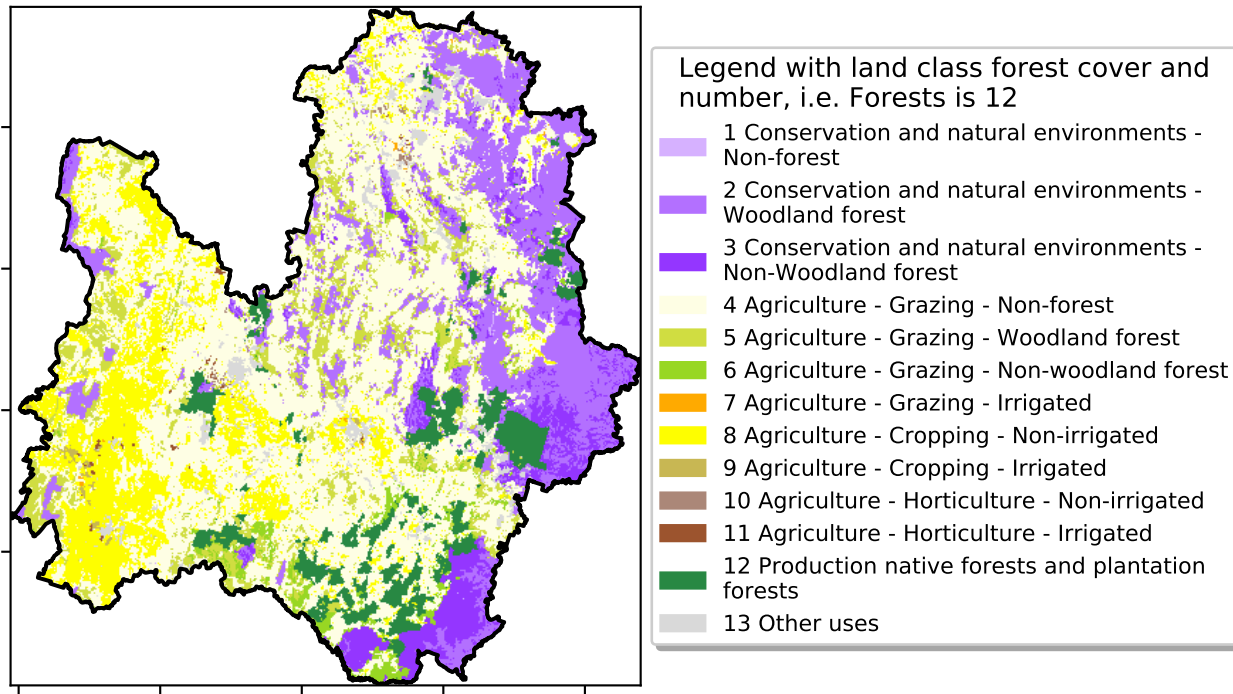 Legend with land class forest cover and
number, i.e. Forests is 12
1 Conservation and natural environments -
Non-forest
2 Conservation and natural environments -
Woodland forest
3 Conservation and natural environments -
Non-Woodland forest
4 Agriculture - Grazing - Non-forest
5 Agriculture - Grazing - Woodland forest
6 Agriculture - Grazing - Non-woodland forest
7 Agriculture - Grazing - Irrigated
8 Agriculture - Cropping - Non-irrigated
9 Agriculture - Cropping - Irrigated
10 Agriculture - Horticulture - Non-irrigated
11 Agriculture - Horticulture - Irrigated
12 Production native forests and plantation
forests
13 Other uses